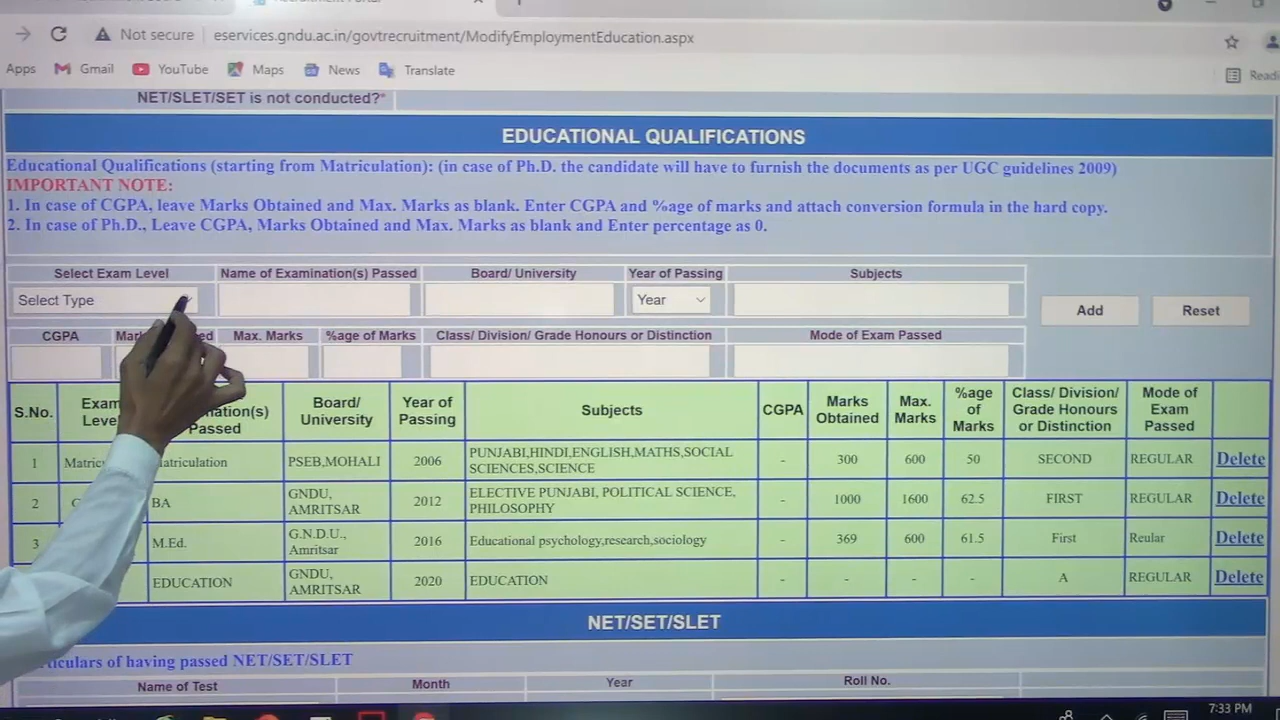 Not secure eservices.gndu.ac.in/govtrecruitment/ModifyEmploymentEducation.aspx
Apps Gmail YouTube Maps News Translate
NET/SLET/SET is not conducted?*
EDUCATIONAL QUALIFICATIONS
Educational Qualifications (starting from Matriculation): (in case of Ph.D. the candidate will have to furnish the documents as per UGC guidelines 2009)
IMPORTANT NOTE:
1. In case of CGPA, leave Marks Obtained and Max. Marks as blank. Enter CGPA and %age of marks and attach conversion formula in the hard copy.
2. In case of Ph.D., Leave CGPA, Marks Obtained and Max. Marks as blank and Enter percentage as 0.
Select Exam Level Name of Examination(s) Passed Board/ University Year of Passing Subjects
Select Type Year Add Reset
CGPA Max. Marks %age of Marks Class/ Division/ Grade Honours or Distinction Mode of Exam Passed
S.No. Exam Passed Board/ University Year of Passing Subjects CGPA Marks Obtained Max. Marks %age of Marks Class/ Division/ Grade Honours or Distinction Mode of Exam Passed
1 PSEB,MOHALI 2006 PUNJABI,HINDI,ENGLISH,MATHS,SOCIAL SCIENCES,SCIENCE - 300 600 50 SECOND REGULAR Delete
2 BA GNDU, AMRITSAR 2012 ELECTIVE PUNJABI, POLITICAL SCIENCE, PHILOSOPHY - 1000 1600 62.5 FIRST REGULAR Delete
3 M.Ed. G.N.D.U., Amritsar 2016 Educational psychology,research,sociology - 369 600 61.5 First Reular Delete
EDUCATION GNDU, AMRITSAR 2020 EDUCATION - - - - A REGULAR Delete
NET/SET/SLET
of having passed NET/SET/SLET
Name of Test Month Year Roll No.
7:33 PM